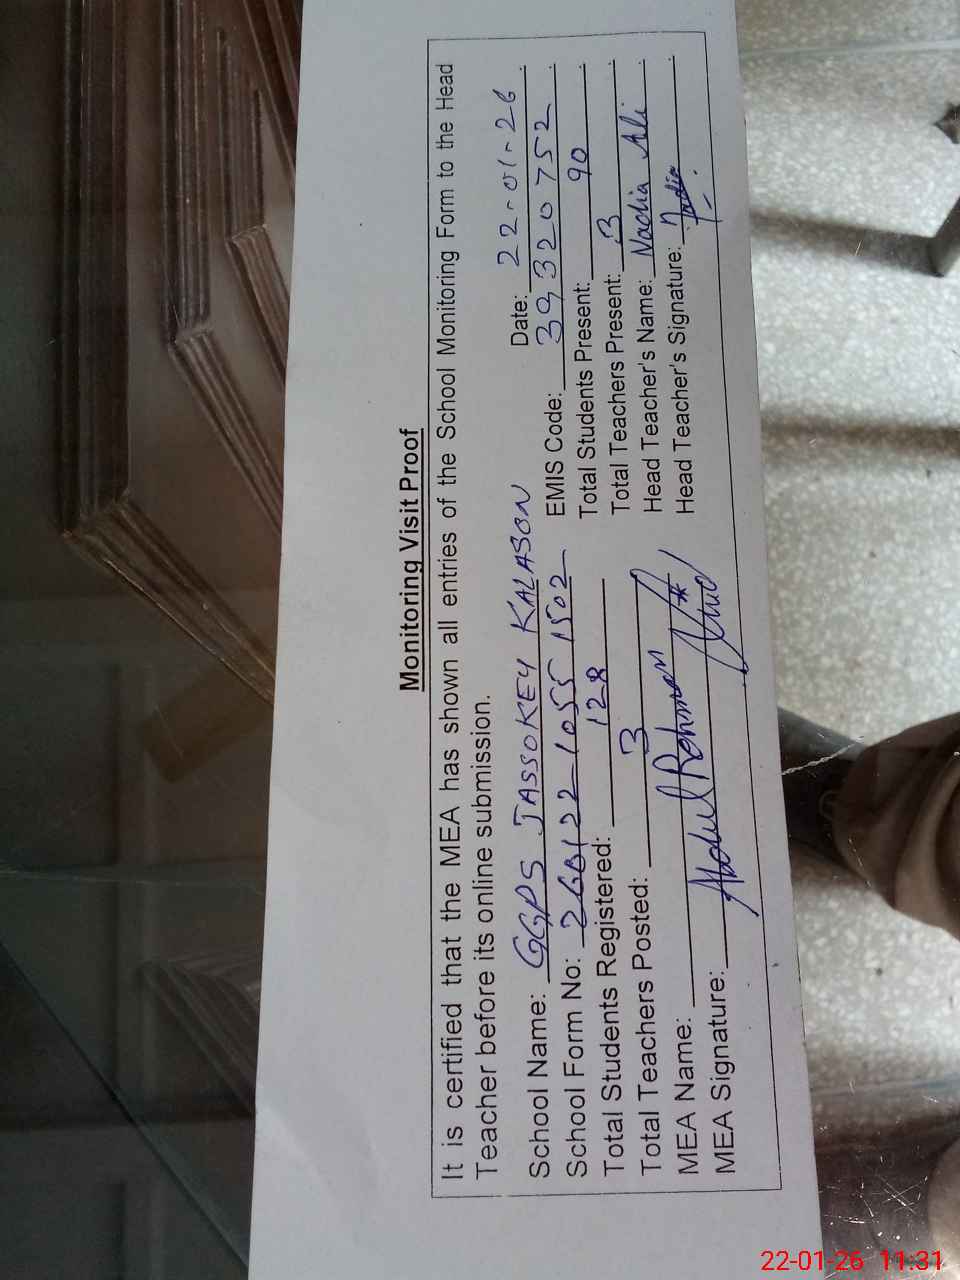 Monitoring Visit Proof
It is certified that the MEA has shown all entries of the School Monitoring Form to the Head
Teacher before its online submission.
Date: 22-01-26
School Name: GGPS JASSOKEY KALASON EMIS Code: 39320752
School Form No: 260122-1055 1502 Total Students Present: 90
Total Students Registered: 128 Total Teachers Present: 3
Total Teachers Posted: 3 Head Teacher's Name: Nadia Ali
MEA Name: Abdul Rehman Head Teacher's Signature: Nadia
MEA Signature:
22-01-26 11:31